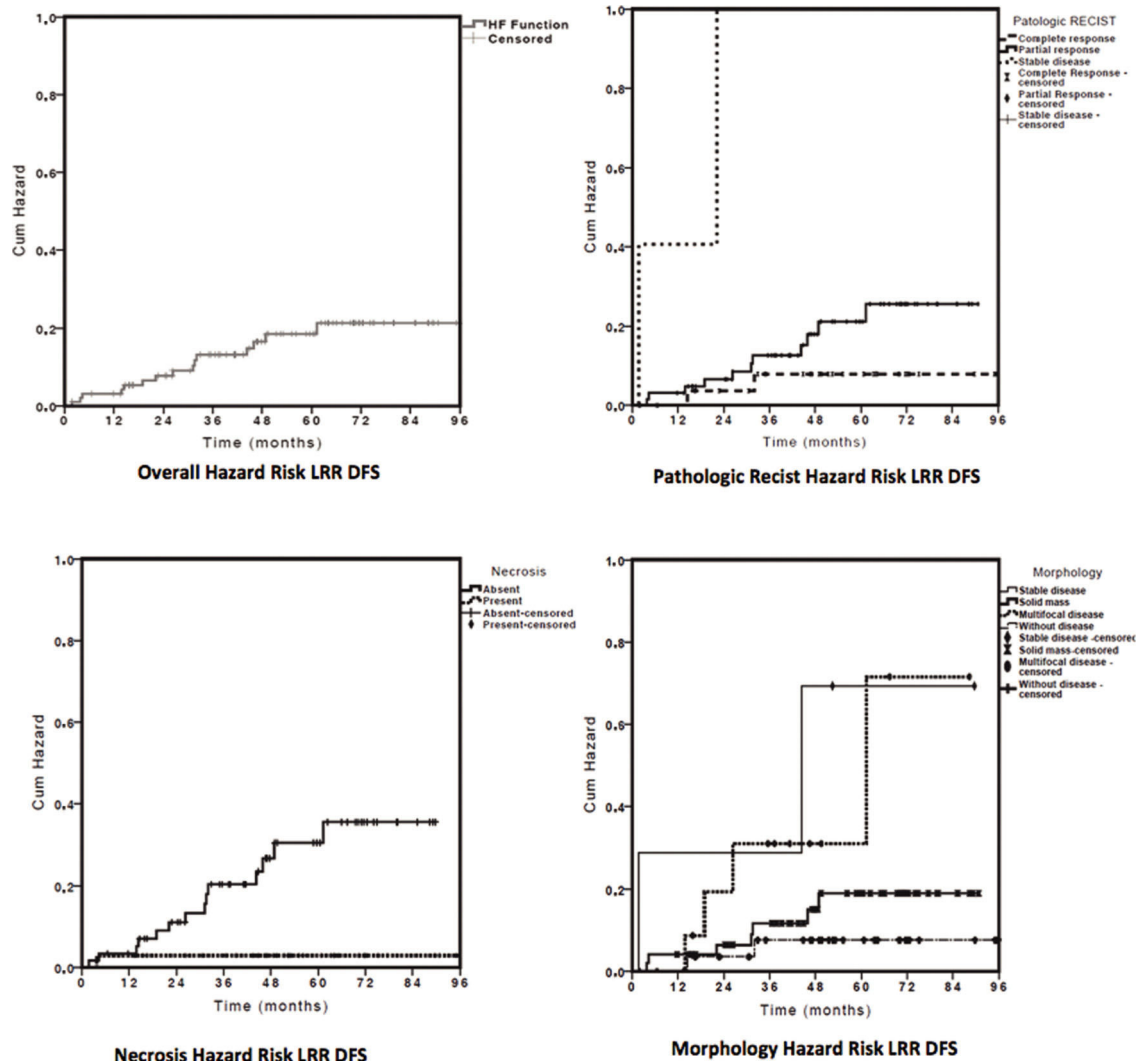 1.0
0.8
0.6
0.4
0.2
0.0
Cum Hazard
0 12 24 36 48 60 72 84 96
Time (months)
HF Function
Censored
Overall Hazard Risk LRR DFS
1.0
0.8
0.6
0.4
0.2
0.0
Cum Hazard
0 12 24 36 48 60 72 84 96
Time (months)
Patologic RECIST
Complete response
Partial response
Stable disease
Complete Response -
censored
Partial Response -
censored
Stable disease -
censored
Pathologic Recist Hazard Risk LRR DFS
1.0
0.8
0.6
0.4
0.2
0.0
Cum Hazard
0 12 24 36 48 60 72 84 96
Time (months)
Necrosis
Absent
Present
Absent-censored
Present-censored
Necrosis Hazard Risk LRR DFS
1.0
0.8
0.6
0.4
0.2
0.0
Cum Hazard
0 12 24 36 48 60 72 84 96
Time (months)
Morphology
Stable disease
Solid mass
Multifocal disease
Without disease
Stable disease -censored
Solid mass-censored
Multifocal disease -
censored
Without disease -
censored
Morphology Hazard Risk LRR DFS